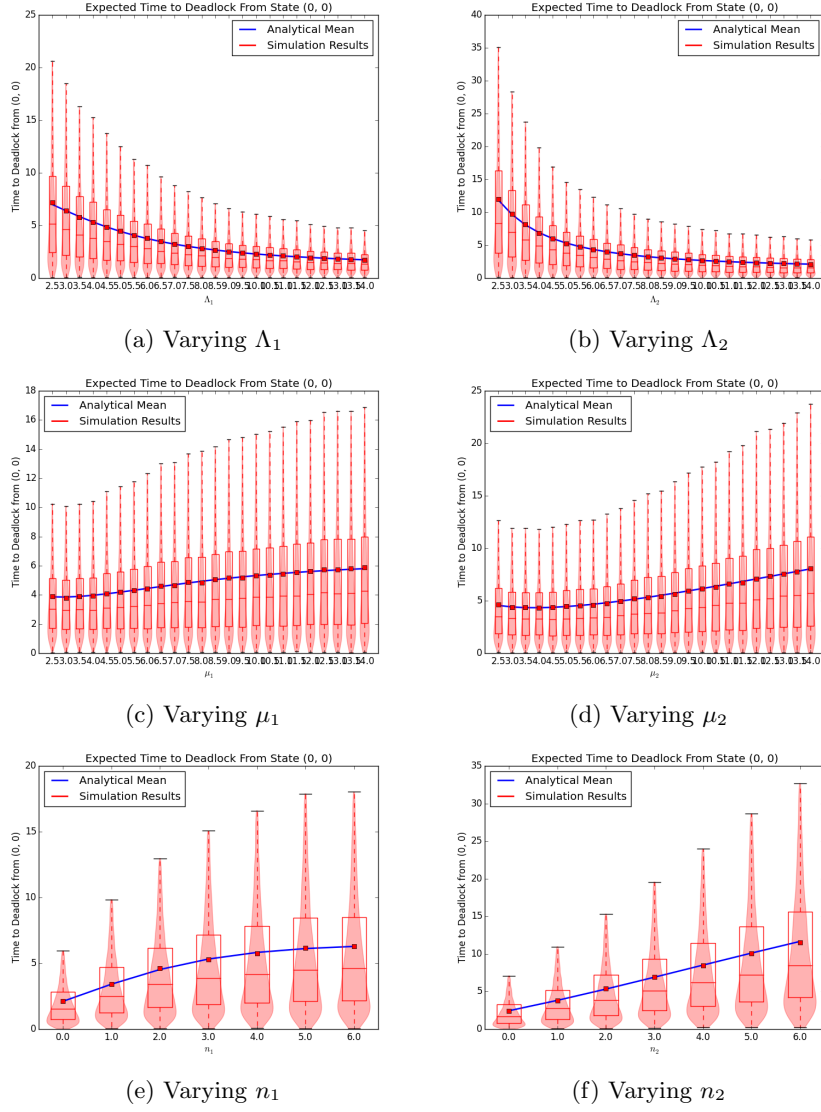 Expected Time to Deadlock From State (0, 0)
Analytical Mean
Simulation Results
Time to Deadlock from (0, 0)
25
20
15
10
5
0
Λ1
(a) Varying Λ1
Expected Time to Deadlock From State (0, 0)
Analytical Mean
Simulation Results
Time to Deadlock from (0, 0)
40
35
30
25
20
15
10
5
0
Λ2
(b) Varying Λ2
Expected Time to Deadlock From State (0, 0)
Analytical Mean
Simulation Results
Time to Deadlock from (0, 0)
18
16
14
12
10
8
6
4
2
0
μ1
(c) Varying μ1
Expected Time to Deadlock From State (0, 0)
Analytical Mean
Simulation Results
Time to Deadlock from (0, 0)
25
20
15
10
5
0
μ2
(d) Varying μ2
Expected Time to Deadlock From State (0, 0)
Analytical Mean
Simulation Results
Time to Deadlock from (0, 0)
20
15
10
5
0
0.0 1.0 2.0 3.0 4.0 5.0 6.0
n1
(e) Varying n1
Expected Time to Deadlock From State (0, 0)
Analytical Mean
Simulation Results
Time to Deadlock from (0, 0)
35
30
25
20
15
10
5
0
0.0 1.0 2.0 3.0 4.0 5.0 6.0
n2
(f) Varying n2